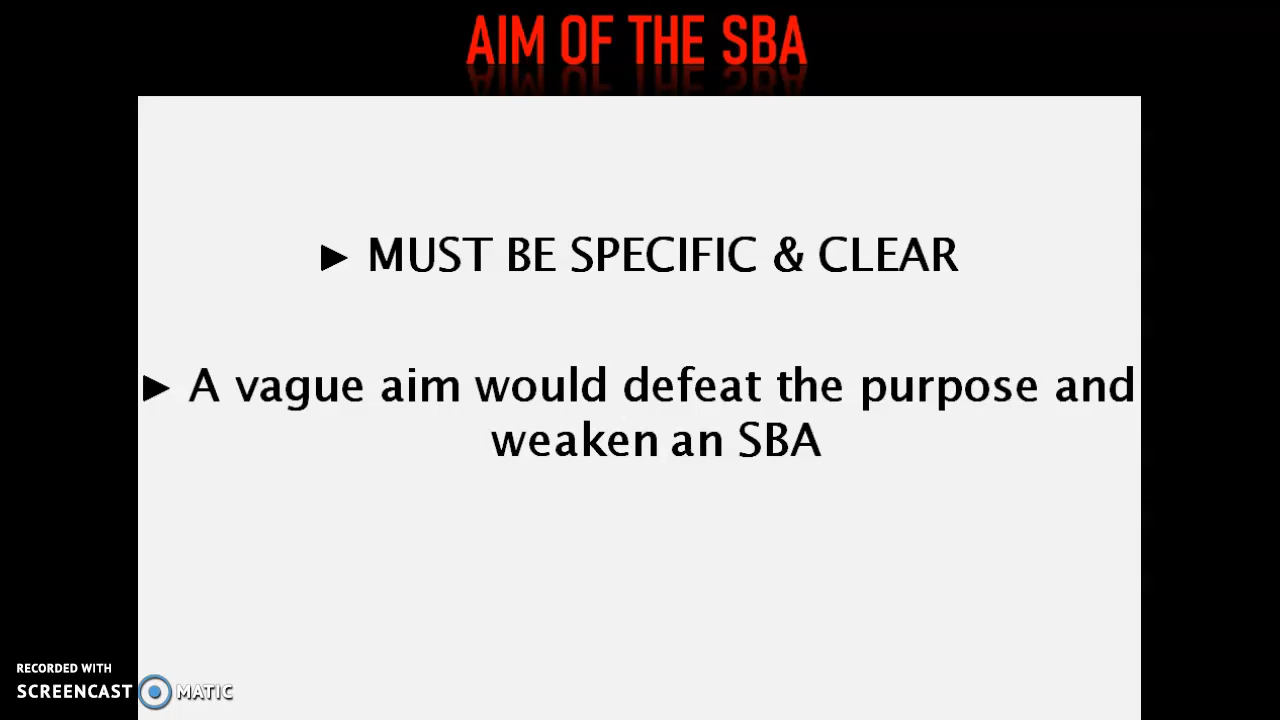 AIM OF THE SBA
► MUST BE SPECIFIC & CLEAR
► A vague aim would defeat the purpose and
weaken an SBA
RECORDED WITH
SCREENCAST MATIC